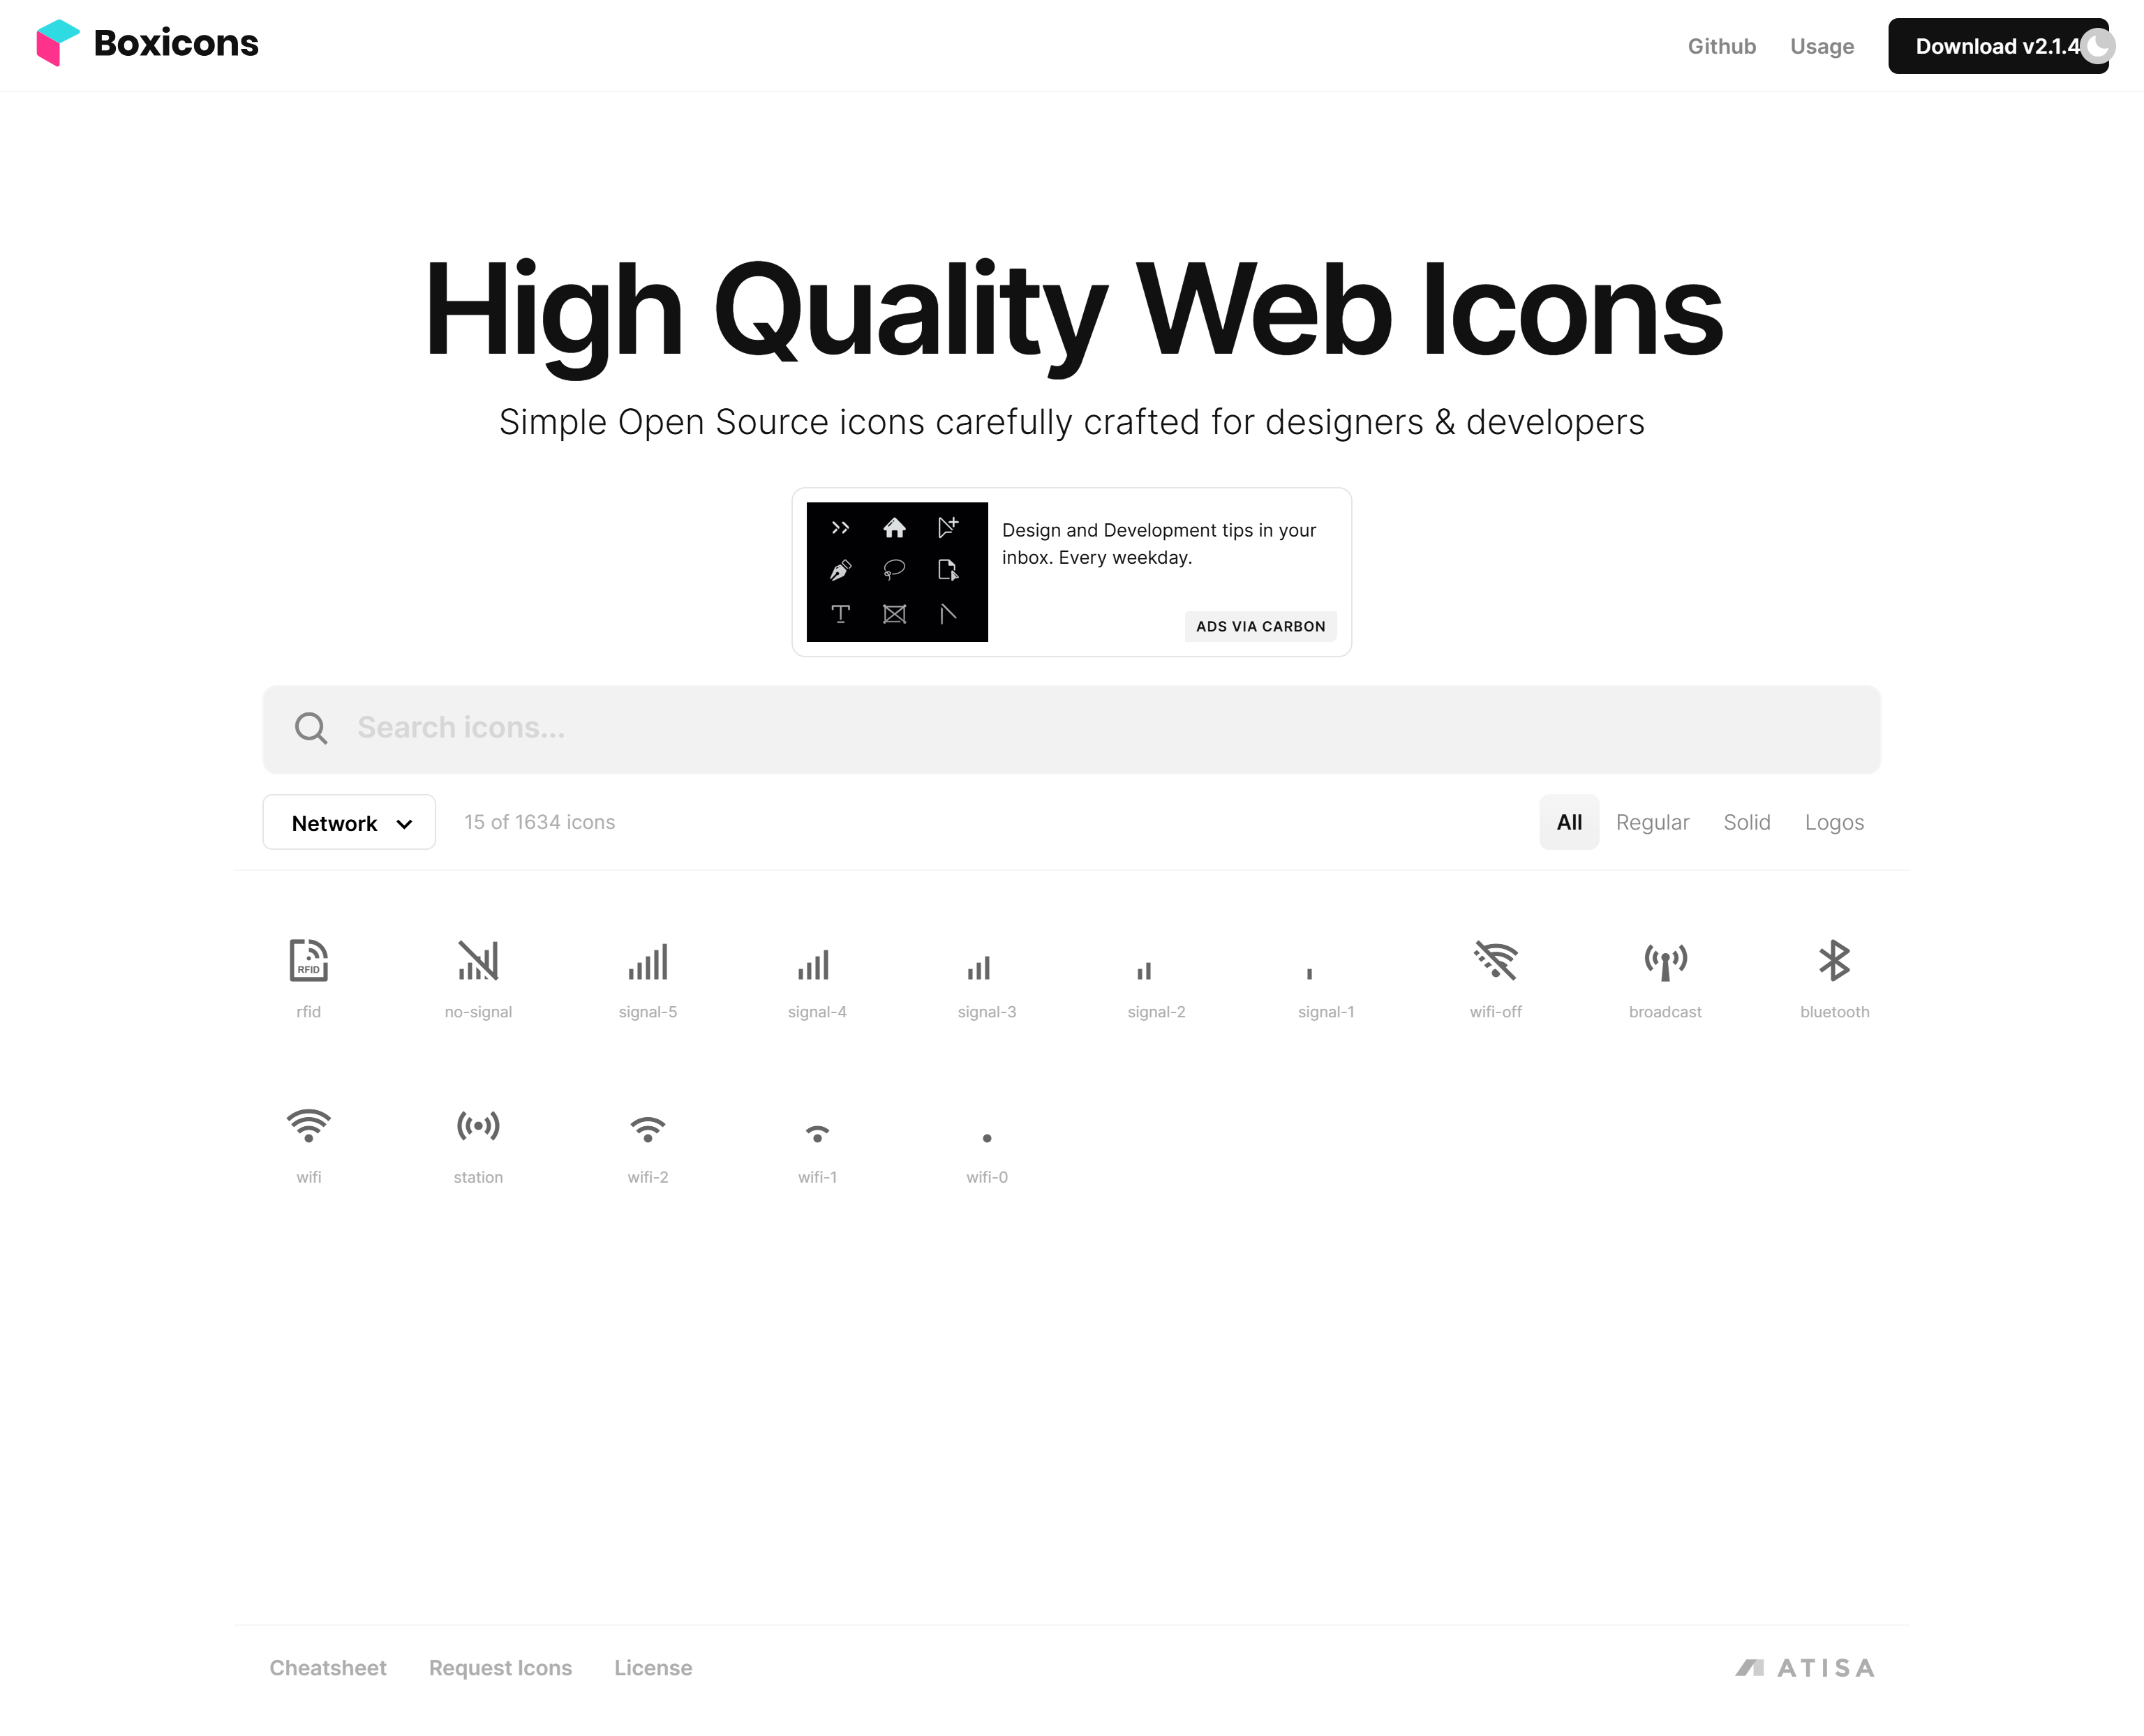 Boxicons
Github
Usage
Download v2.1.4
High Quality Web Icons
Simple Open Source icons carefully crafted for designers & developers
Design and Development tips in your
inbox. Every weekday.
ADS VIA CARBON
Search icons...
Network
15 of 1634 icons
All
Regular
Solid
Logos
RFID
rfid
no-signal
signal-5
signal-4
signal-3
signal-2
signal-1
wifi-off
broadcast
bluetooth
wifi
station
wifi-2
wifi-1
wifi-0
Cheatsheet
Request Icons
License
ATISA